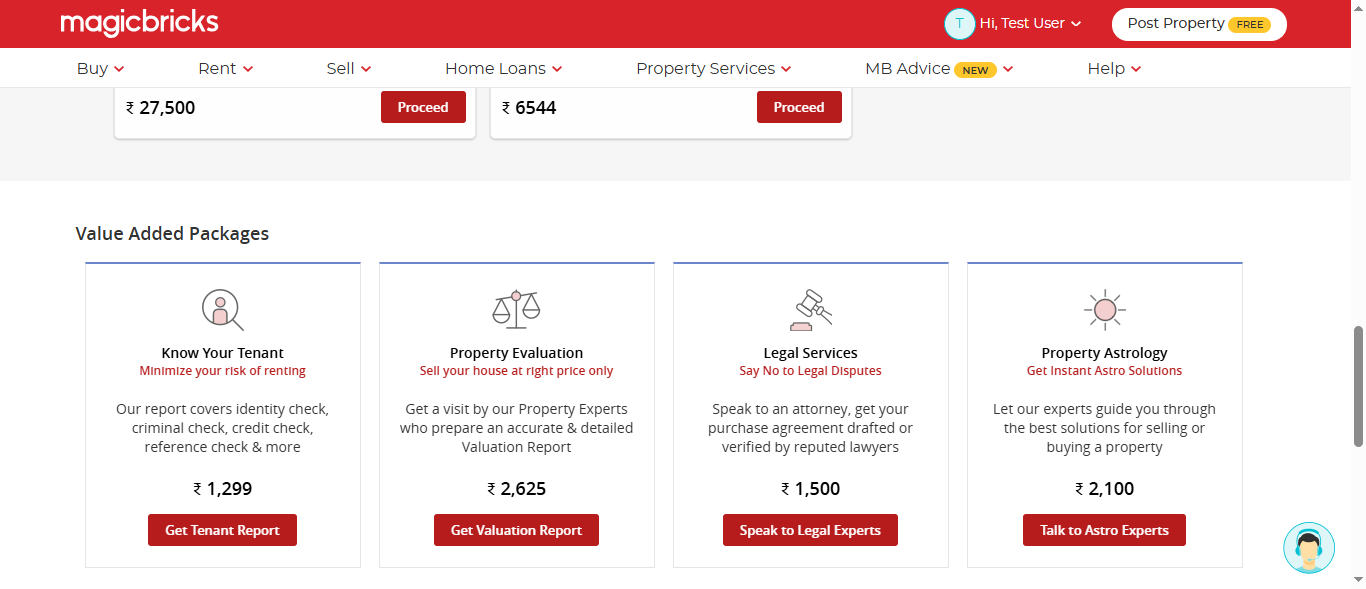 magicbricks
T Hi, Test User
Post Property FREE
Buy Rent Sell Home Loans Property Services MB Advice NEW Help
₹ 27,500 Proceed ₹ 6544 Proceed
Value Added Packages
Know Your Tenant
Minimize your risk of renting
Our report covers identity check,
criminal check, credit check,
reference check & more
₹ 1,299
Get Tenant Report
Property Evaluation
Sell your house at right price only
Get a visit by our Property Experts
who prepare an accurate & detailed
Valuation Report
₹ 2,625
Get Valuation Report
Legal Services
Say No to Legal Disputes
Speak to an attorney, get your
purchase agreement drafted or
verified by reputed lawyers
₹ 1,500
Speak to Legal Experts
Property Astrology
Get Instant Astro Solutions
Let our experts guide you through
the best solutions for selling or
buying a property
₹ 2,100
Talk to Astro Experts